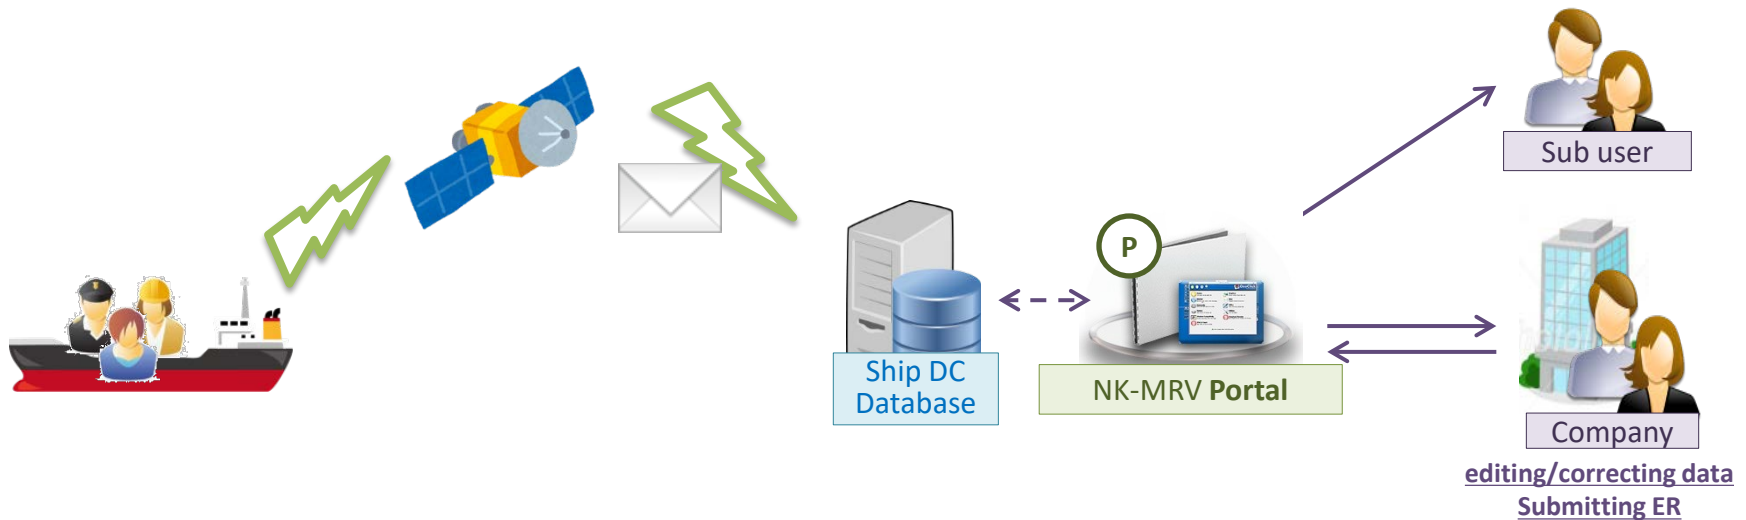 Sub user
P
Ship DC
Database
NK-MRV Portal
Company
editing/correcting data
Submitting ER